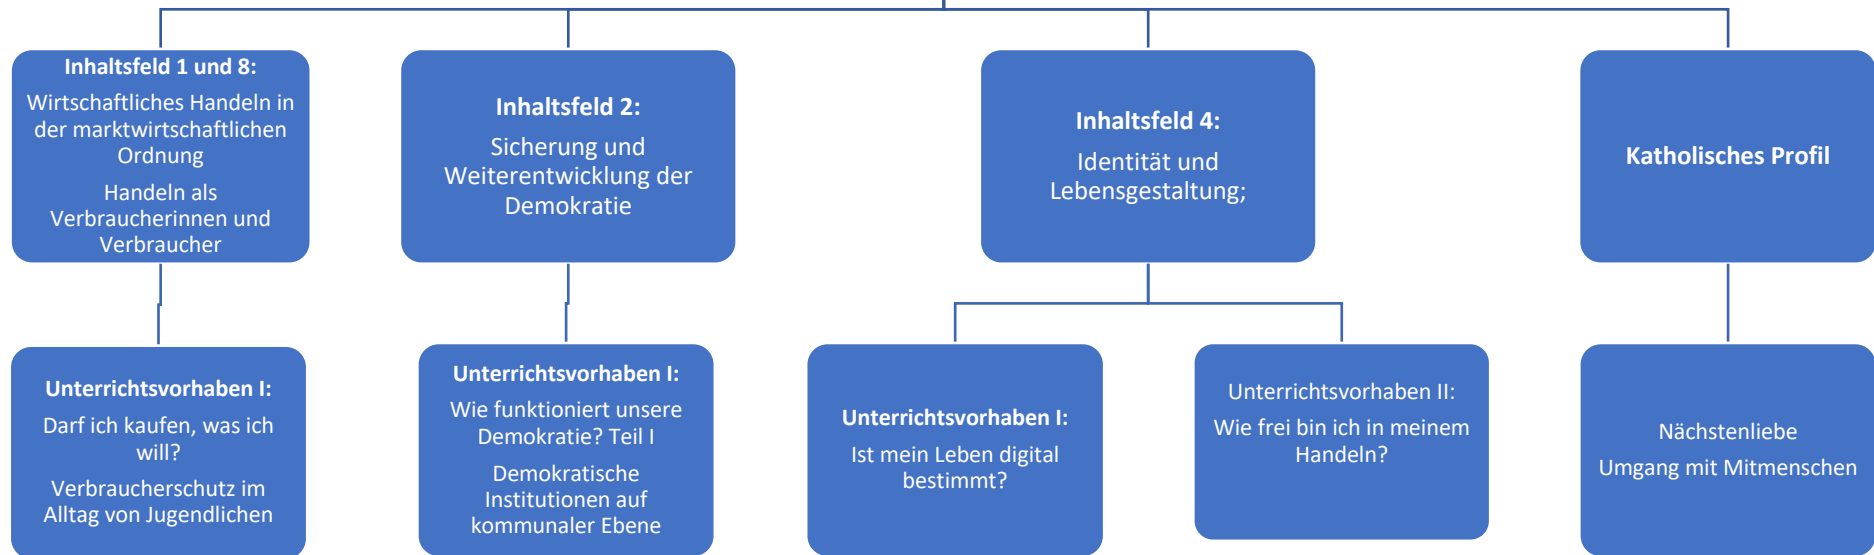 Inhaltsfeld 1 und 8:
Wirtschaftliches Handeln in
der marktwirtschaftlichen
Ordnung
Handeln als
Verbraucherinnen und
Verbraucher
Inhaltsfeld 2:
Sicherung und
Weiterentwicklung der
Demokratie
Inhaltsfeld 4:
Identität und
Lebensgestaltung;
Katholisches Profil
Unterrichtsvorhaben I:
Darf ich kaufen, was ich
will?
Verbraucherschutz im
Alltag von Jugendlichen
Unterrichtsvorhaben I:
Wie funktioniert unsere
Demokratie? Teil I
Demokratische
Institutionen auf
kommunaler Ebene
Unterrichtsvorhaben I:
Ist mein Leben digital
bestimmt?
Unterrichtsvorhaben II:
Wie frei bin ich in meinem
Handeln?
Nächstenliebe
Umgang mit Mitmenschen